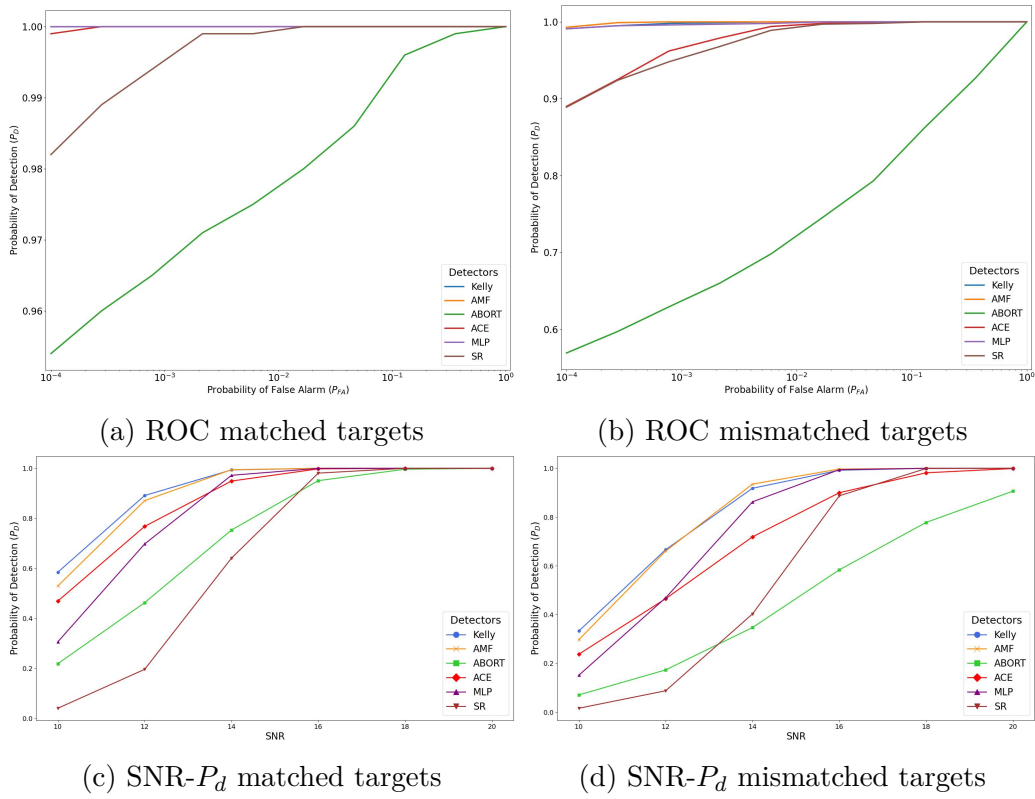 1.00
0.99
0.98
0.97
0.96
Probability of Detection (P_D)
10⁻⁴
10⁻³
10⁻²
10⁻¹
10⁰
Probability of False Alarm (P_FA)
Detectors
Kelly
AMF
ABORT
ACE
MLP
SR
(a) ROC matched targets
1.0
0.9
0.8
0.7
0.6
Probability of Detection (P_D)
10⁻⁴
10⁻³
10⁻²
10⁻¹
10⁰
Probability of False Alarm (P_FA)
Detectors
Kelly
AMF
ABORT
ACE
MLP
SR
(b) ROC mismatched targets
1.0
0.8
0.6
0.4
0.2
0.0
Probability of Detection (P_D)
10
12
14
16
18
20
SNR
Detectors
Kelly
AMF
ABORT
ACE
MLP
SR
(c) SNR-P_d matched targets
1.0
0.8
0.6
0.4
0.2
0.0
Probability of Detection (P_D)
10
12
14
16
18
20
SNR
Detectors
Kelly
AMF
ABORT
ACE
MLP
SR
(d) SNR-P_d mismatched targets